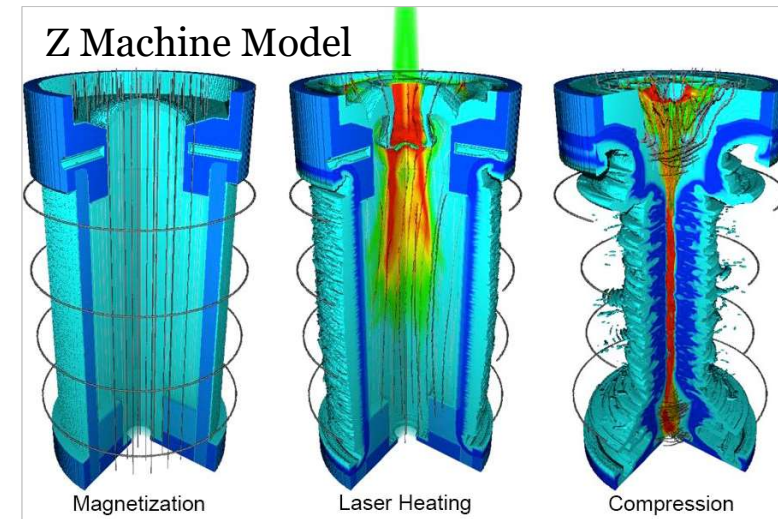 Z Machine Model
Magnetization
Laser Heating
Compression